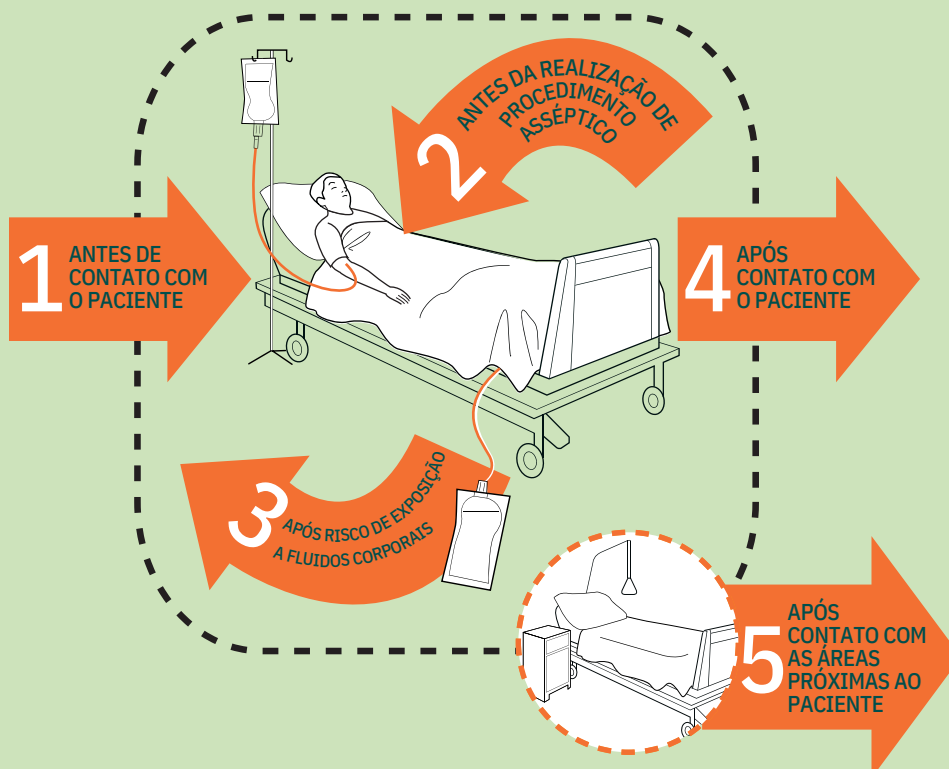 1
ANTES DE
CONTATO COM
O PACIENTE
2
ANTES DA REALIZAÇÃO DE
PROCEDIMENTO
ASSÉPTICO
3
APÓS RISCO DE EXPOSIÇÃO
A FLUIDOS CORPORAIS
4
APÓS
CONTATO COM
O PACIENTE
5
APÓS
CONTATO COM
AS ÁREAS
PRÓXIMAS AO
PACIENTE